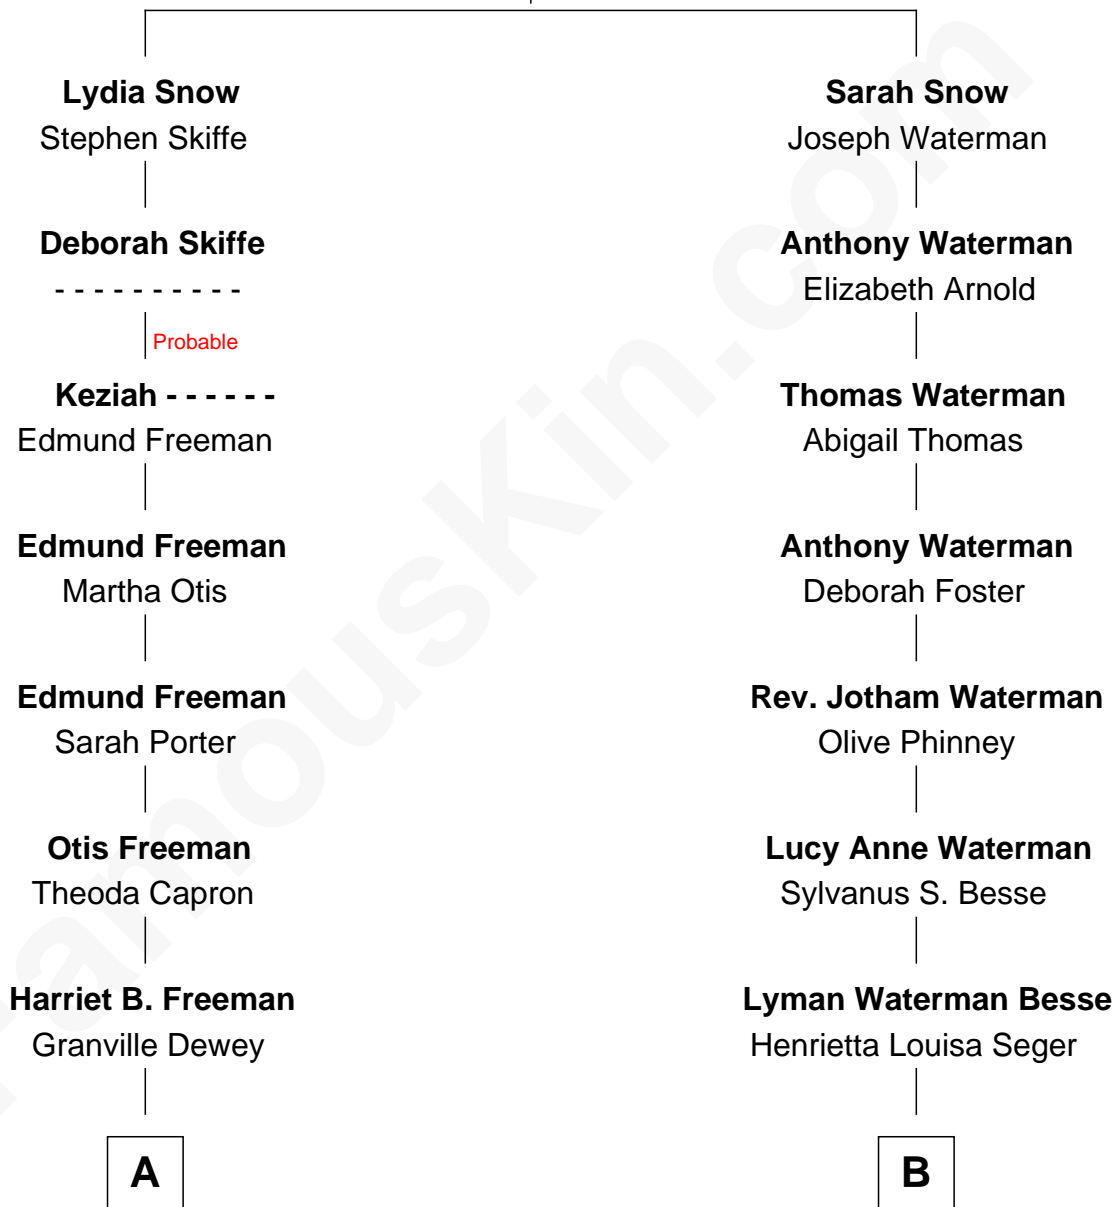 Lydia Snow
Stephen Skiffe
Deborah Skiffe
- - - - - - - - - -
Probable
Keziah - - - - - -
Edmund Freeman
Edmund Freeman
Martha Otis
Edmund Freeman
Sarah Porter
Otis Freeman
Theoda Capron
Harriet B. Freeman
Granville Dewey
A
Sarah Snow
Joseph Waterman
Anthony Waterman
Elizabeth Arnold
Thomas Waterman
Abigail Thomas
Anthony Waterman
Deborah Foster
Rev. Jotham Waterman
Olive Phinney
Lucy Anne Waterman
Sylvanus S. Besse
Lyman Waterman Besse
Henrietta Louisa Seger
B
FamousKin.com